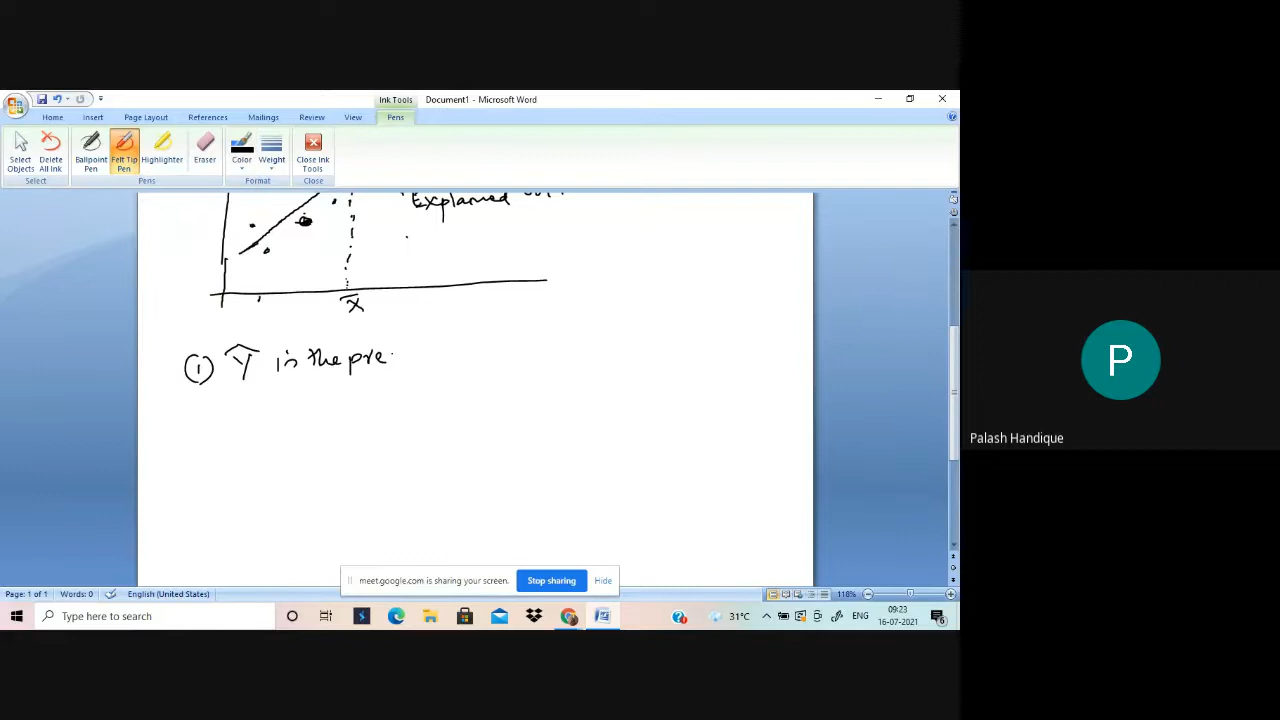 Ink Tools
Document1 - Microsoft Word
Home Insert Page Layout References Mailings Review View Pens
Select Objects
Delete All Ink
Ballpoint Pen
Felt Tip Pen
Highlighter
Eraser
Color
Weight
Close Ink Tools
Select Pens Format Close
Explained
X̅
① Ŷ is the pre
P
Palash Handique
meet.google.com is sharing your screen. Stop sharing Hide
Page: 1 of 1 Words: 0 English (United States) 118%
Type here to search
31°C ENG 09:23
16-07-2021
6